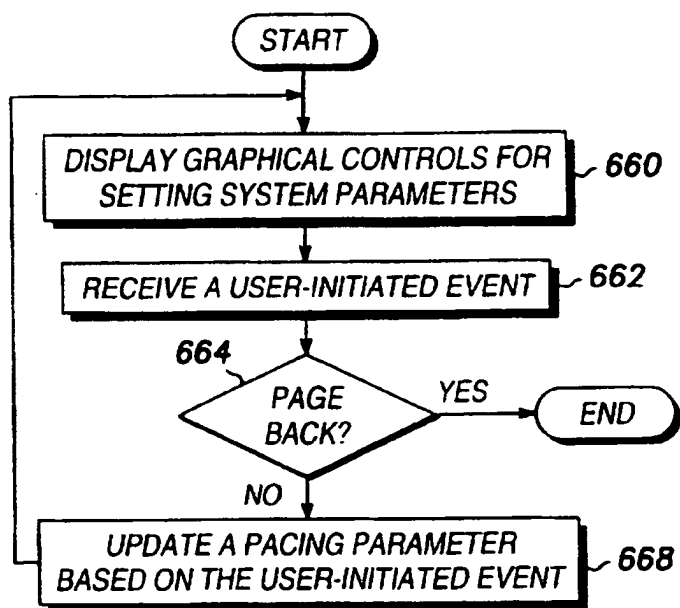 START
DISPLAY GRAPHICAL CONTROLS FOR
SETTING SYSTEM PARAMETERS
660
RECEIVE A USER-INITIATED EVENT
662
664
PAGE
BACK?
YES
END
NO
UPDATE A PACING PARAMETER
BASED ON THE USER-INITIATED EVENT
668